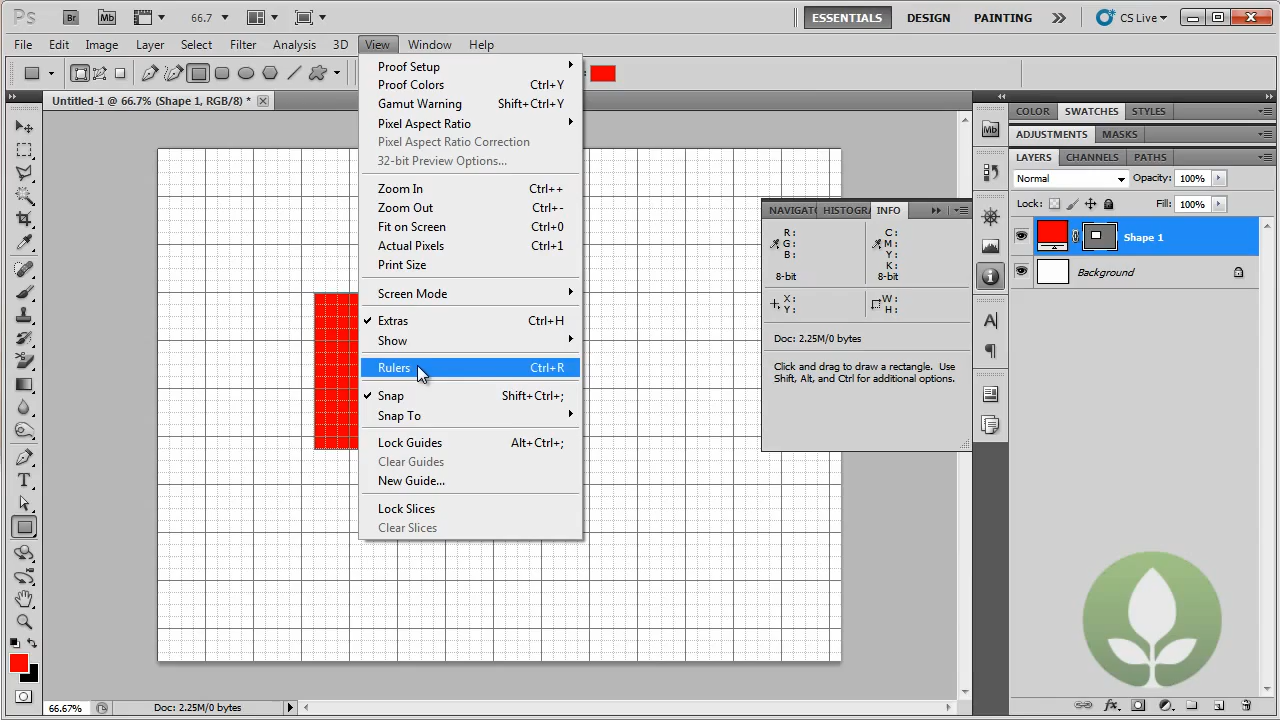 Ps Br Mb 66.7 ESSENTIALS DESIGN PAINTING CS Live
File Edit Image Layer Select Filter Analysis 3D View Window Help
Untitled-1 @ 66.7% (Shape 1, RGB/8) *
Proof Setup
Proof Colors Ctrl+Y
Gamut Warning Shift+Ctrl+Y
Pixel Aspect Ratio
Pixel Aspect Ratio Correction
32-bit Preview Options...
Zoom In Ctrl++
Zoom Out Ctrl+-
Fit on Screen Ctrl+0
Actual Pixels Ctrl+1
Print Size
Screen Mode
Extras Ctrl+H
Show
Rulers Ctrl+R
Snap Shift+Ctrl+;
Snap To
Lock Guides Alt+Ctrl+;
Clear Guides
New Guide...
Lock Slices
Clear Slices
NAVIGAT HISTOGRA INFO
R: C:
G: M:
B: Y:
K:
8-bit 8-bit
X: W:
Y: H:
Doc: 2.25M/0 bytes
Click and drag to draw a rectangle. Use
Shift, Alt, and Ctrl for additional options.
Mb
COLOR SWATCHES STYLES
ADJUSTMENTS MASKS
LAYERS CHANNELS PATHS
Normal Opacity: 100%
Lock: Fill: 100%
Shape 1
Background
66.67% Doc: 2.25M/0 bytes